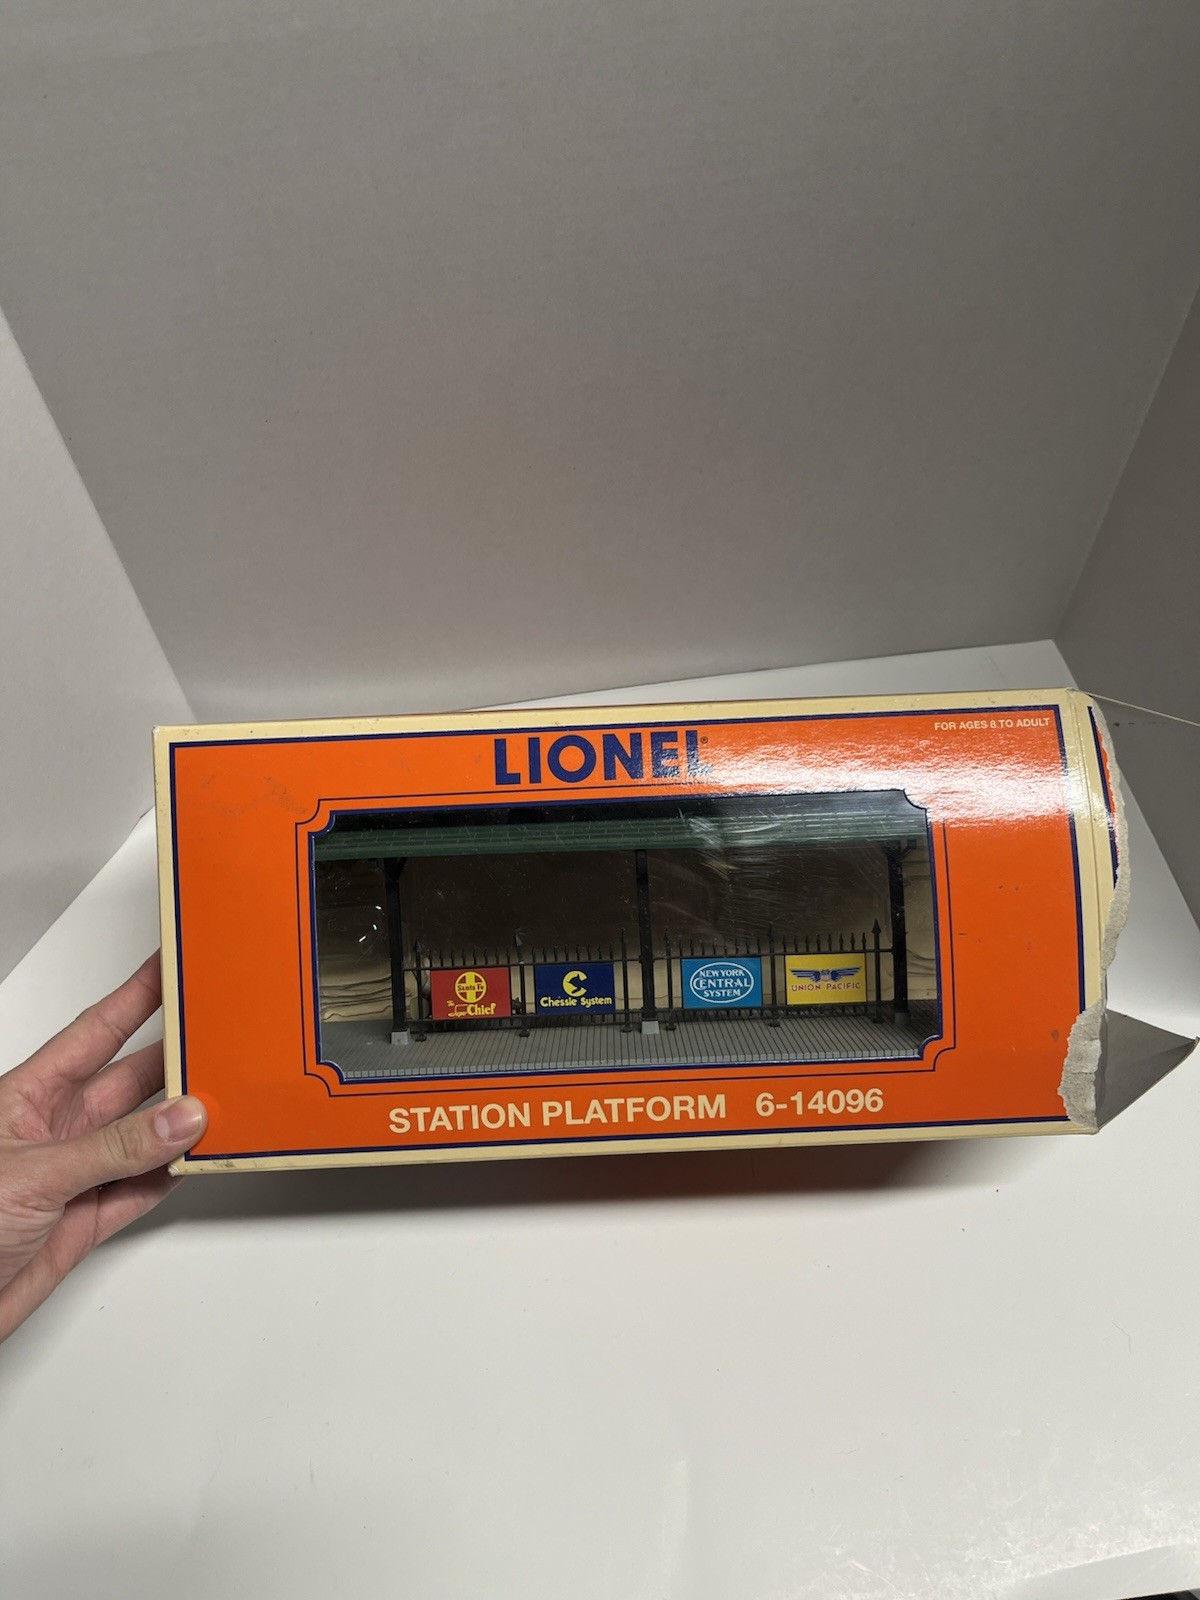 LIONEL®
FOR AGES 8 TO ADULT
Santa Fe
The Chief
Chessie System
NEW YORK
CENTRAL
SYSTEM
UNION PACIFIC
STATION PLATFORM 6-14096